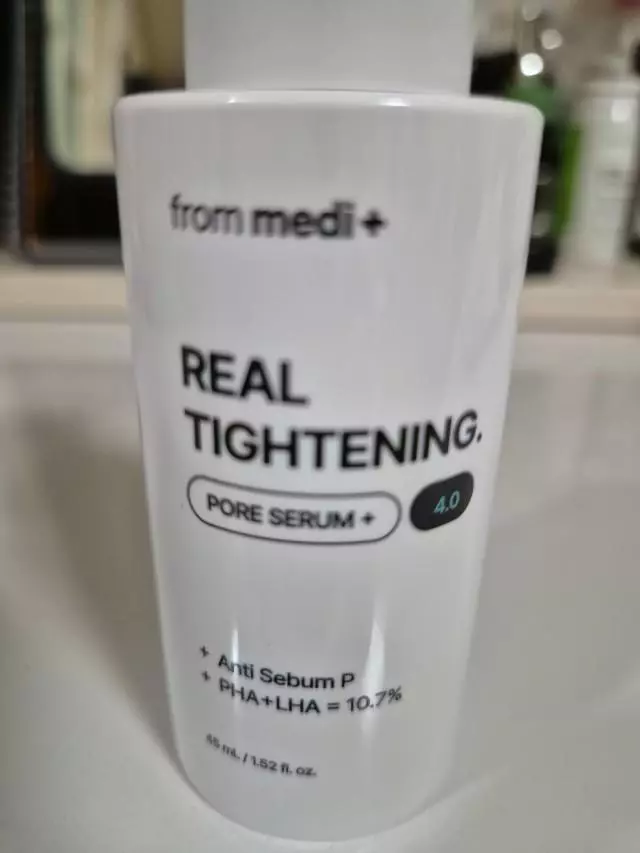 from medi +
REAL
TIGHTENING.
PORE SERUM + 4.0
+ Anti Sebum P
+ PHA+LHA = 10.7%
45 mL / 1.52 fl. oz.